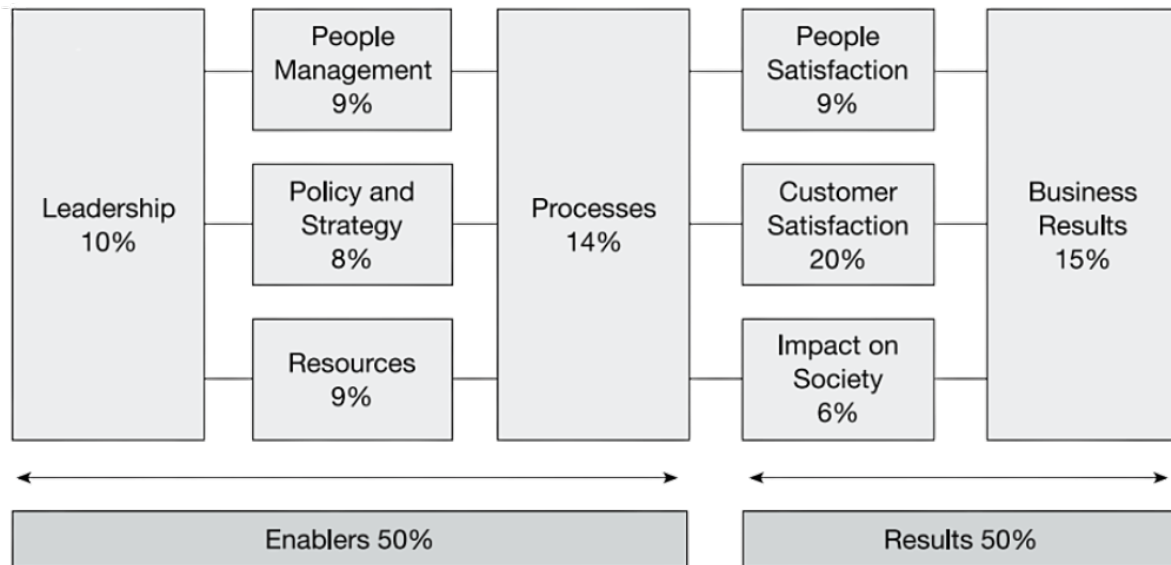 Leadership
10%
People
Management
9%
Policy and
Strategy
8%
Resources
9%
Processes
14%
People
Satisfaction
9%
Customer
Satisfaction
20%
Impact on
Society
6%
Business
Results
15%
Enablers 50%
Results 50%